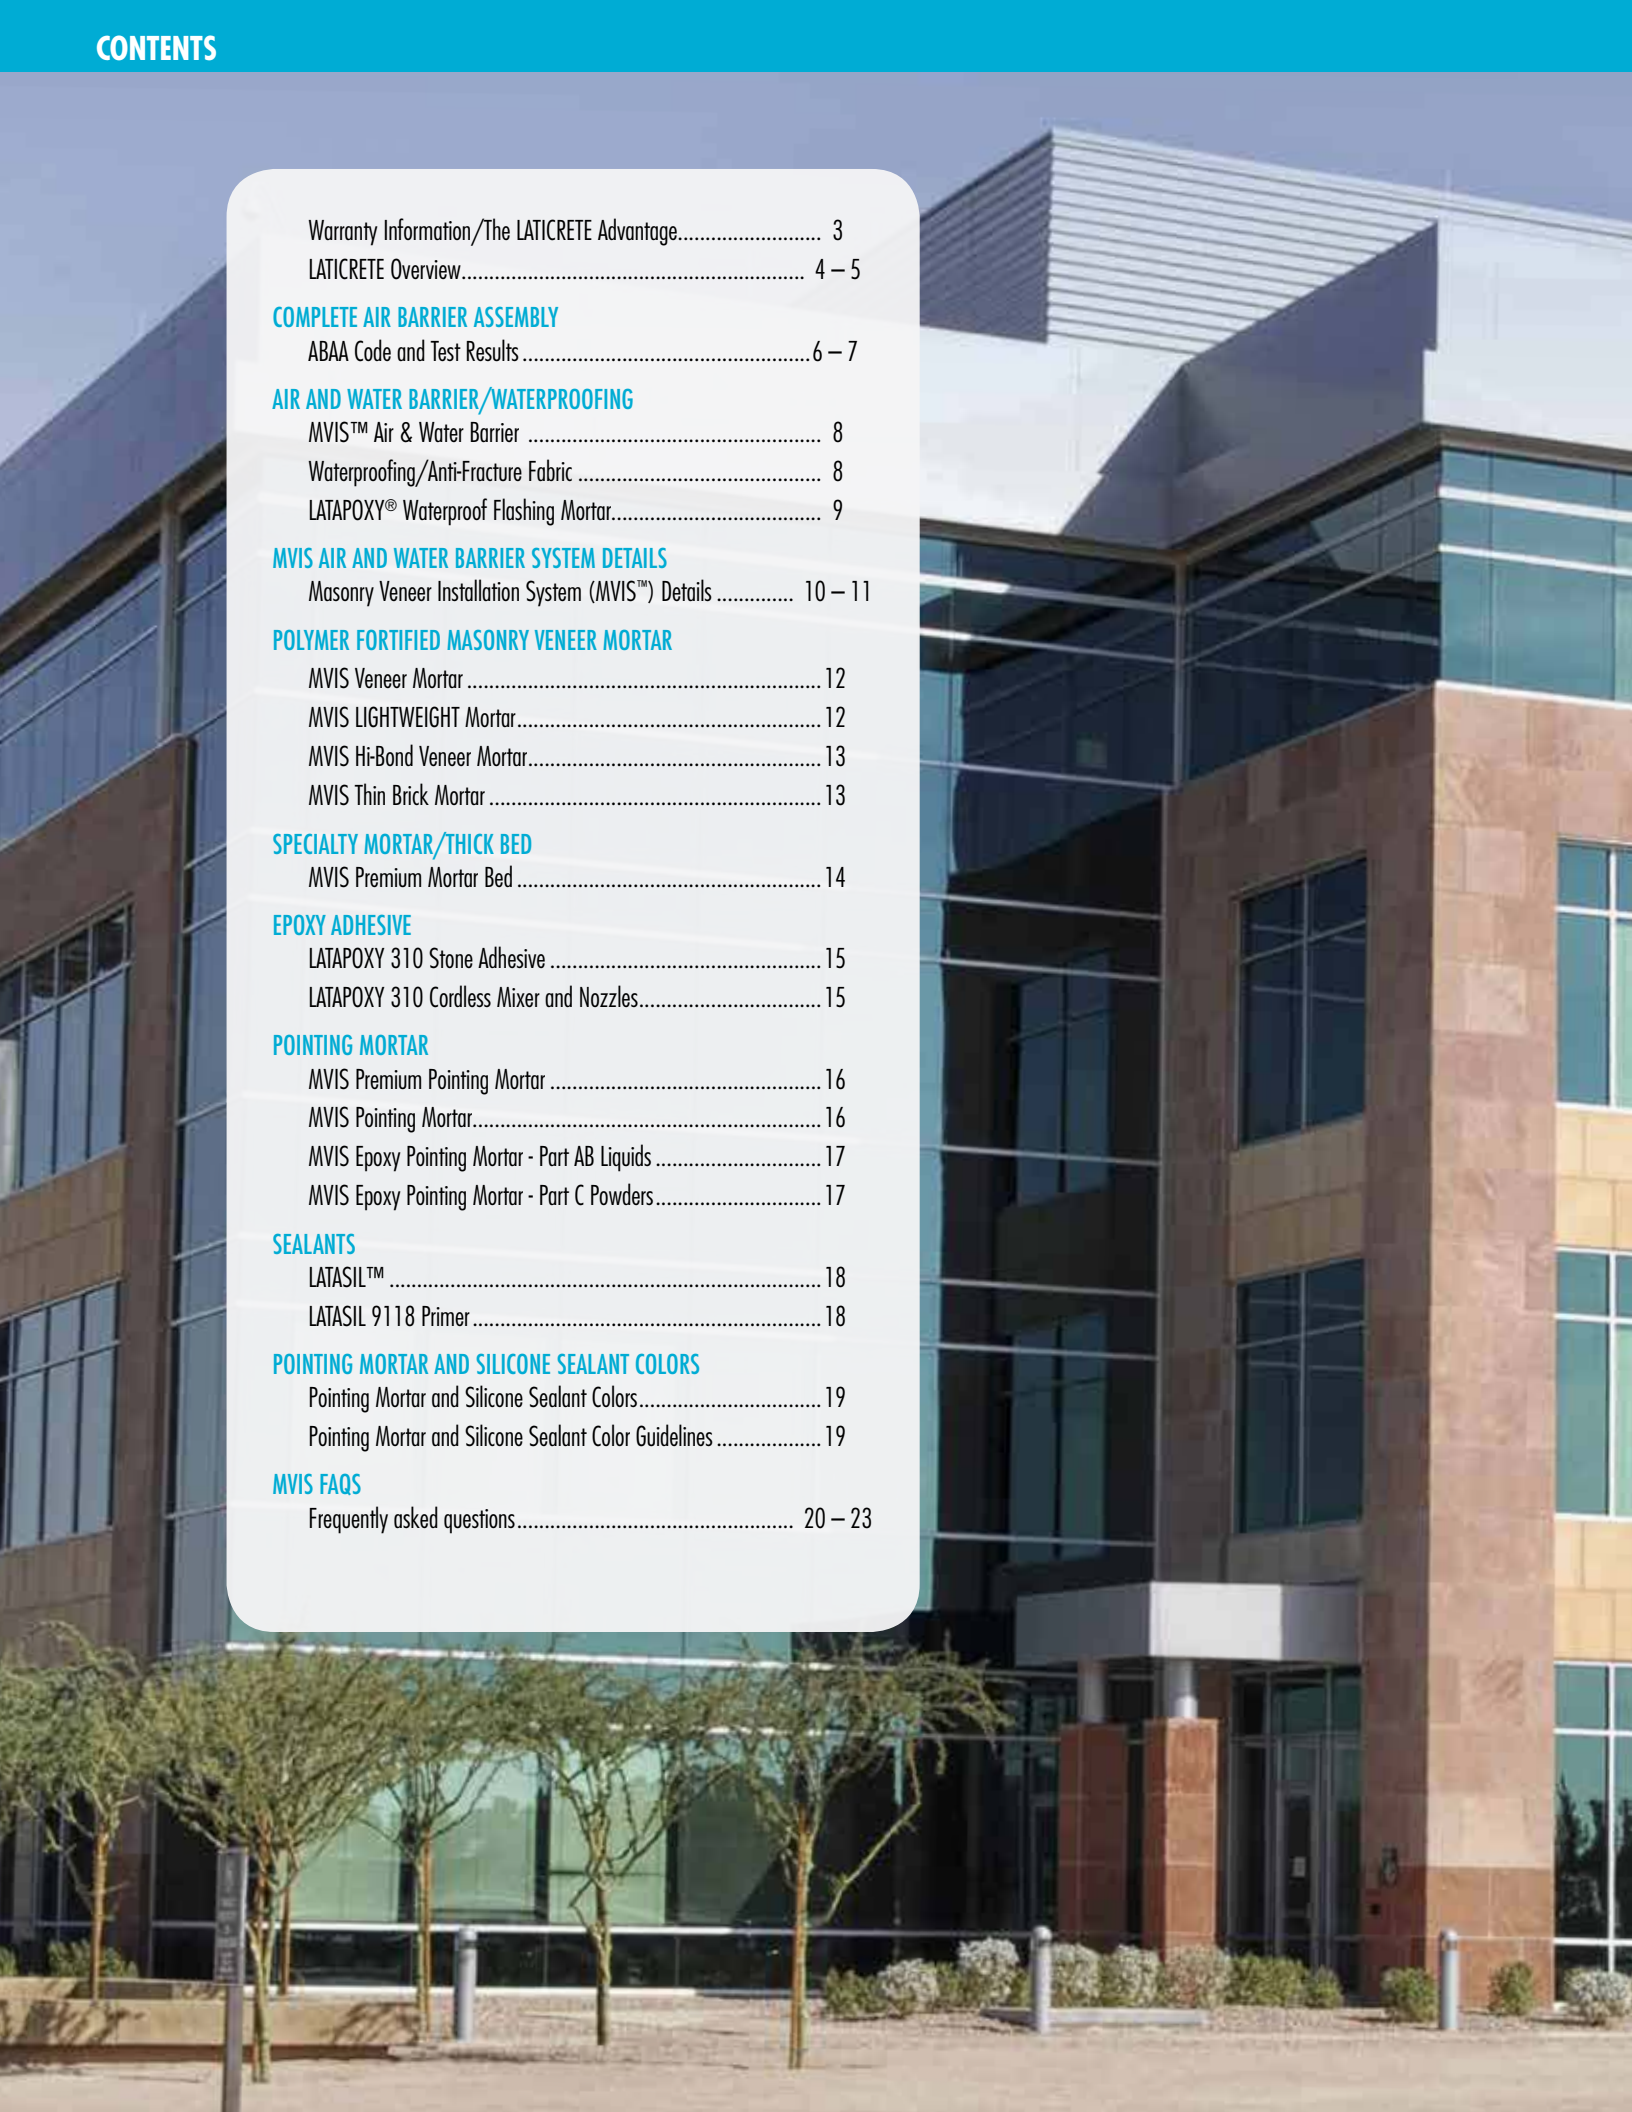 CONTENTS
Warranty Information/The LATICRETE Advantage.......................... 3
LATICRETE Overview.............................................................. 4 – 5
COMPLETE AIR BARRIER ASSEMBLY
ABAA Code and Test Results ....................................................6 – 7
AIR AND WATER BARRIER/WATERPROOFING
MVIS™ Air & Water Barrier ..................................................... 8
Waterproofing/Anti-Fracture Fabric ............................................ 8
LATAPOXY® Waterproof Flashing Mortar...................................... 9
MVIS AIR AND WATER BARRIER SYSTEM DETAILS
Masonry Veneer Installation System (MVIS™) Details .............. 10 – 11
POLYMER FORTIFIED MASONRY VENEER MORTAR
MVIS Veneer Mortar ................................................................12
MVIS LIGHTWEIGHT Mortar.......................................................12
MVIS Hi-Bond Veneer Mortar.....................................................13
MVIS Thin Brick Mortar ............................................................13
SPECIALTY MORTAR/THICK BED
MVIS Premium Mortar Bed .......................................................14
EPOXY ADHESIVE
LATAPOXY 310 Stone Adhesive .................................................15
LATAPOXY 310 Cordless Mixer and Nozzles.................................15
POINTING MORTAR
MVIS Premium Pointing Mortar .................................................16
MVIS Pointing Mortar...............................................................16
MVIS Epoxy Pointing Mortar - Part AB Liquids ..............................17
MVIS Epoxy Pointing Mortar - Part C Powders..............................17
SEALANTS
LATASIL™ ..............................................................................18
LATASIL 9118 Primer...............................................................18
POINTING MORTAR AND SILICONE SEALANT COLORS
Pointing Mortar and Silicone Sealant Colors.................................19
Pointing Mortar and Silicone Sealant Color Guidelines ...................19
MVIS FAQS
Frequently asked questions.................................................. 20 – 23